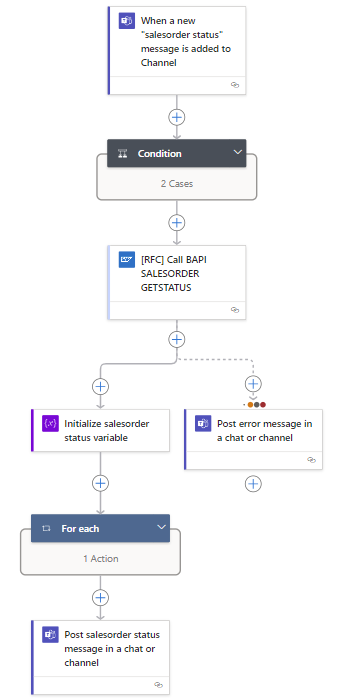 When a new
"salesorder status"
message is added to
Channel
Condition
2 Cases
[RFC] Call BAPI
SALESORDER
GETSTATUS
Initialize salesorder
status variable
Post error message in
a chat or channel
For each
1 Action
Post salesorder status
message in a chat or
channel